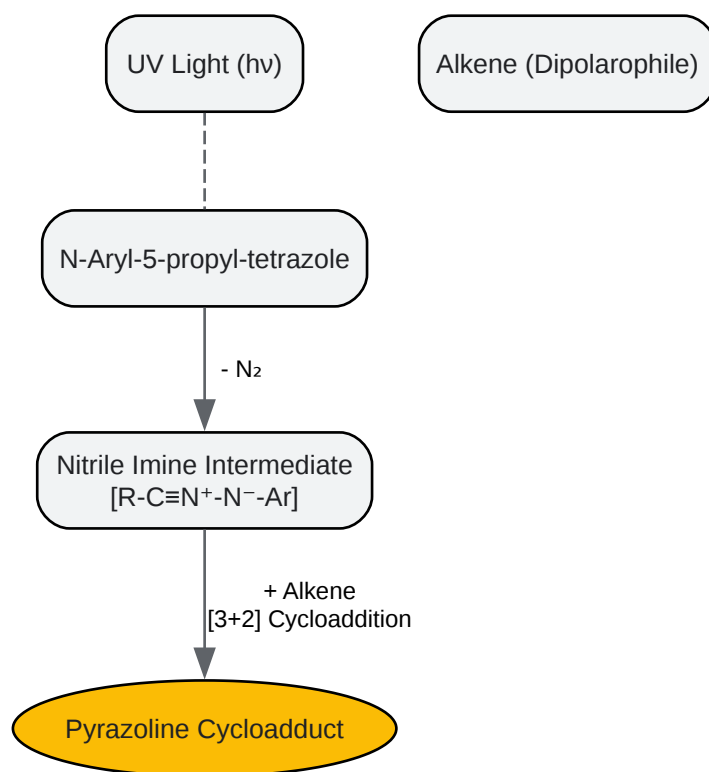 UV Light (hν)
Alkene (Dipolarophile)
N-Aryl-5-propyl-tetrazole
- N₂
Nitrile Imine Intermediate
[R-C≡N⁺-N⁻-Ar]
+ Alkene
[3+2] Cycloaddition
Pyrazoline Cycloadduct